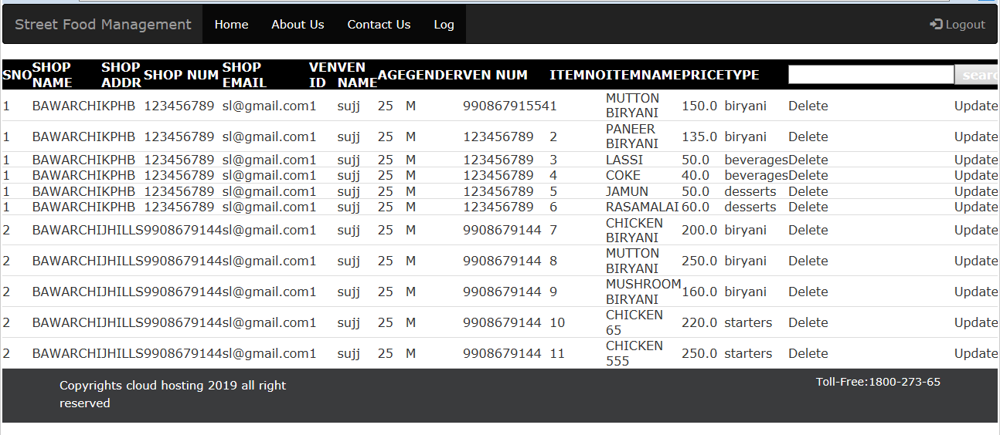 Street Food Management Home About Us Contact Us Log Logout
SNO SHOP NAME SHOP ADDR SHOP NUM SHOP EMAIL VEN ID VEN NAME AGE GENDER VEN NUM ITEMNO ITEMNAME PRICE TYPE searc
1 BAWARCHI KPHB 123456789 sl@gmail.com 1 sujj 25 M 9908679155 41 MUTTON BIRYANI 150.0 biryani Delete Update
1 BAWARCHI KPHB 123456789 sl@gmail.com 1 sujj 25 M 123456789 2 PANEER BIRYANI 135.0 biryani Delete Update
1 BAWARCHI KPHB 123456789 sl@gmail.com 1 sujj 25 M 123456789 3 LASSI 50.0 beverages Delete Update
1 BAWARCHI KPHB 123456789 sl@gmail.com 1 sujj 25 M 123456789 4 COKE 40.0 beverages Delete Update
1 BAWARCHI KPHB 123456789 sl@gmail.com 1 sujj 25 M 123456789 5 JAMUN 50.0 desserts Delete Update
1 BAWARCHI KPHB 123456789 sl@gmail.com 1 sujj 25 M 123456789 6 RASAMALAI 60.0 desserts Delete Update
2 BAWARCHI JHILLS 9908679144 sl@gmail.com 1 sujj 25 M 9908679144 7 CHICKEN BIRYANI 200.0 biryani Delete Update
2 BAWARCHI JHILLS 9908679144 sl@gmail.com 1 sujj 25 M 9908679144 8 MUTTON BIRYANI 250.0 biryani Delete Update
2 BAWARCHI JHILLS 9908679144 sl@gmail.com 1 sujj 25 M 9908679144 9 MUSHROOM BIRYANI 160.0 biryani Delete Update
2 BAWARCHI JHILLS 9908679144 sl@gmail.com 1 sujj 25 M 9908679144 10 CHICKEN 65 220.0 starters Delete Update
2 BAWARCHI JHILLS 9908679144 sl@gmail.com 1 sujj 25 M 9908679144 11 CHICKEN 555 250.0 starters Delete Update
Copyrights cloud hosting 2019 all right Toll-Free:1800-273-65
reserved